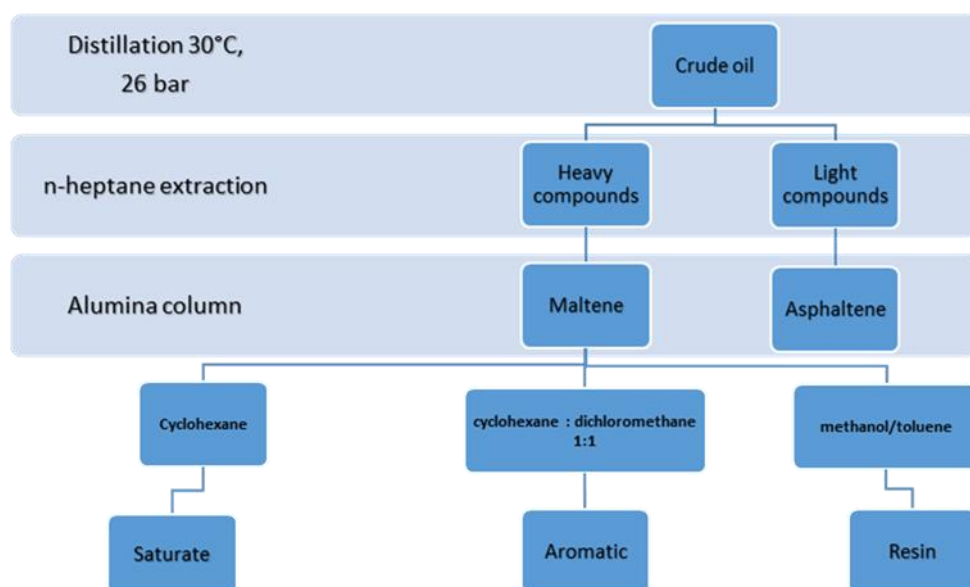 Distillation 30°C,
26 bar
Crude oil
n-heptane extraction
Heavy
compounds
Light
compounds
Alumina column
Maltene
Asphaltene
Cyclohexane
cyclohexane : dichloromethane
1:1
methanol/toluene
Saturate
Aromatic
Resin